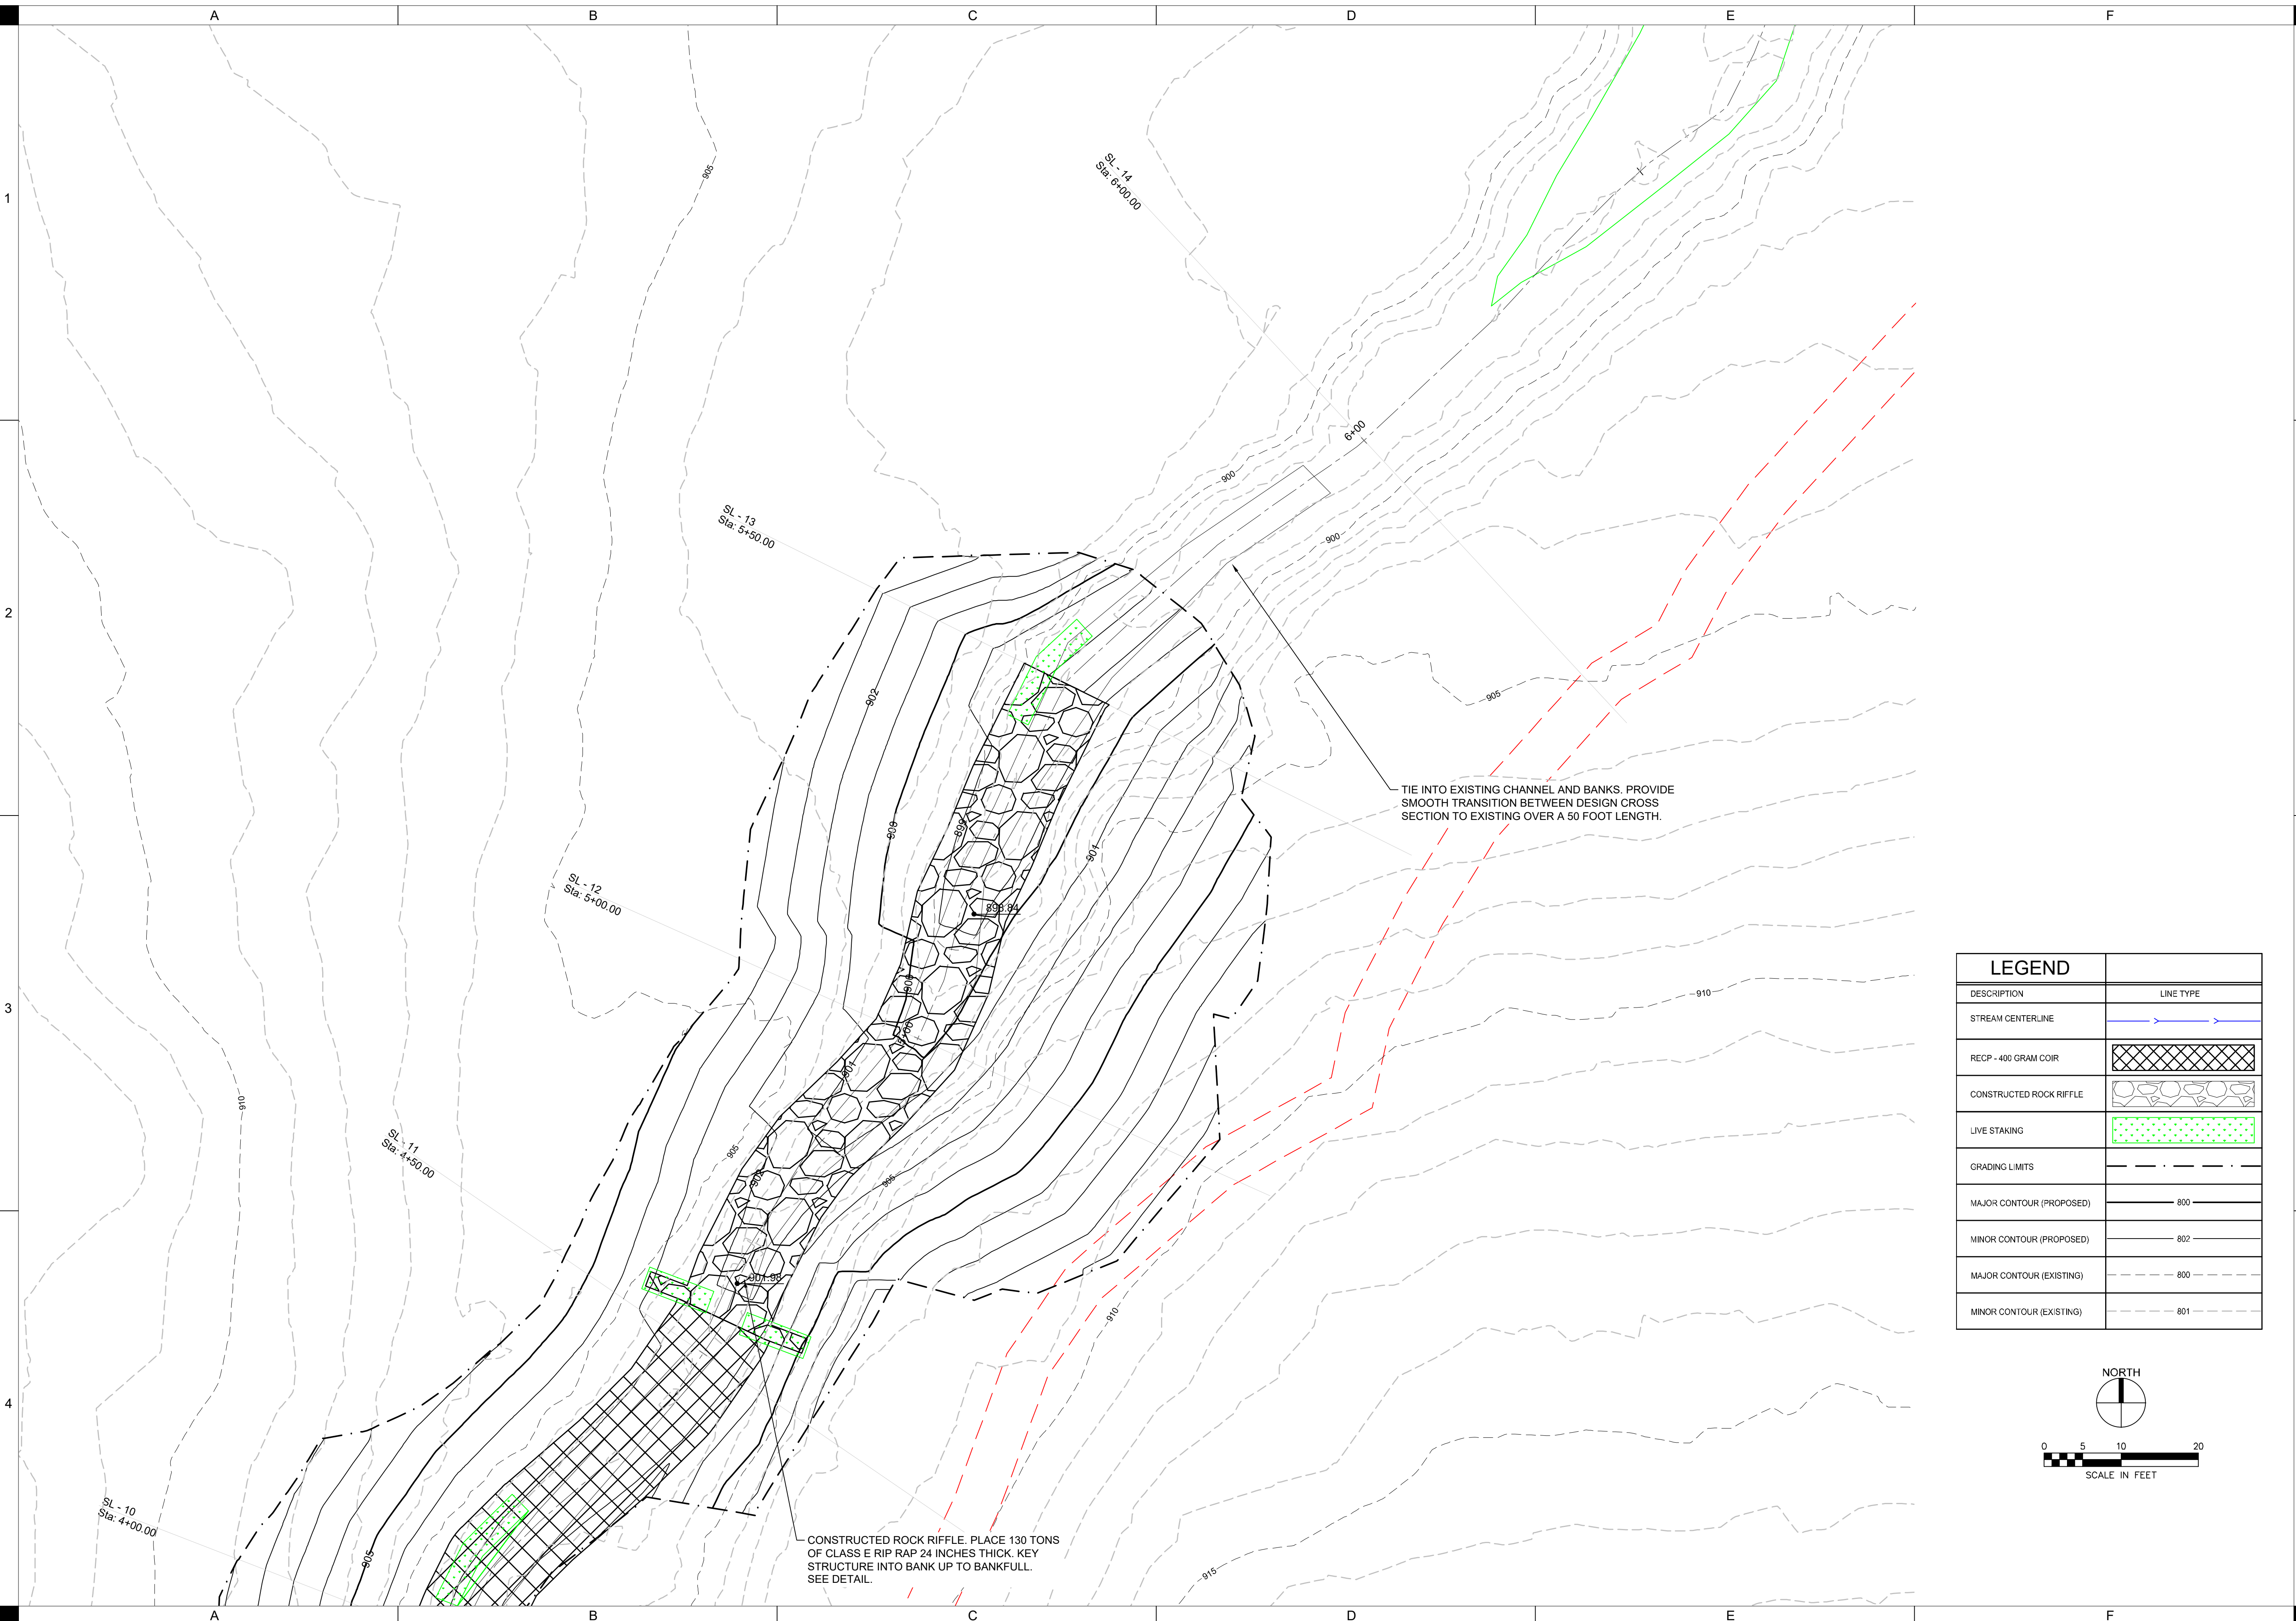 A B C D E F
1
2
3
4
905
SL - 14
Sta: 6+00.00
6+00
900
900
SL - 13
Sta: 5+50.00
902
905
TIE INTO EXISTING CHANNEL AND BANKS. PROVIDE
SMOOTH TRANSITION BETWEEN DESIGN CROSS
SECTION TO EXISTING OVER A 50 FOOT LENGTH.
899
901
SL - 12
Sta: 5+00.00
898.84
900
910
901
910
SL - 11
Sta: 4+50.00
905
902
905
901.98
910
SL - 10
Sta: 4+00.00
905
CONSTRUCTED ROCK RIFFLE. PLACE 130 TONS
OF CLASS E RIP RAP 24 INCHES THICK. KEY
STRUCTURE INTO BANK UP TO BANKFULL.
SEE DETAIL.
915
LEGEND
DESCRIPTION LINE TYPE
STREAM CENTERLINE
RECP - 400 GRAM COIR
CONSTRUCTED ROCK RIFFLE
LIVE STAKING
GRADING LIMITS
MAJOR CONTOUR (PROPOSED) 800
MINOR CONTOUR (PROPOSED) 802
MAJOR CONTOUR (EXISTING) 800
MINOR CONTOUR (EXISTING) 801
NORTH
0 5 10 20
SCALE IN FEET
A B C D E F